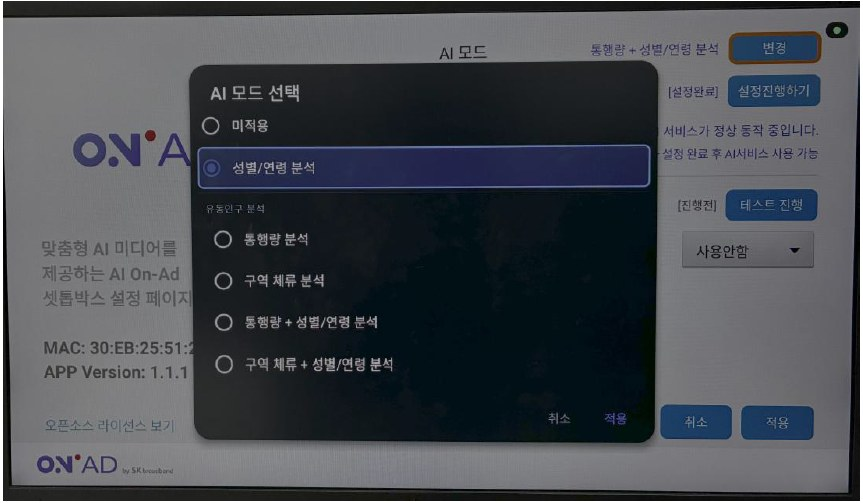 AI 모드
통행량 + 성별/연령 분석
변경
[설정완료]
설정진행하기
서비스가 정상 동작 중입니다.
설정 완료 후 AI서비스 사용 가능
[진행전]
테스트 진행
사용안함
AI 모드 선택
미적용
성별/연령 분석
유동인구 분석
통행량 분석
구역 체류 분석
통행량 + 성별/연령 분석
구역 체류 + 성별/연령 분석
취소
적용
ON A
맞춤형 AI 미디어를
제공하는 AI On-Ad
셋톱박스 설정 페이지
MAC: 30:EB:25:51:2
APP Version: 1.1.1
오픈소스 라이선스 보기
취소
적용
ON AD by SK broadband